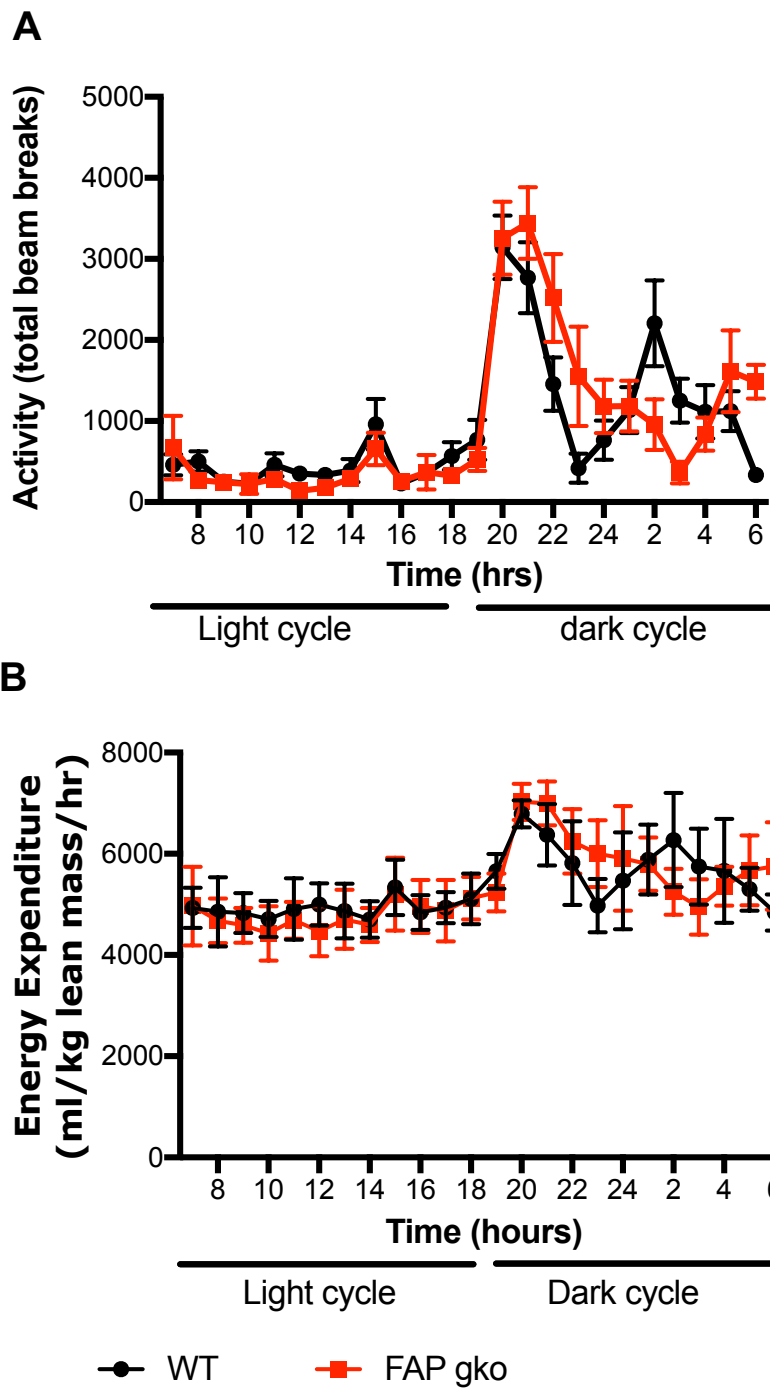 A
Activity (total beam breaks)
5000
4000
3000
2000
1000
0
8 10 12 14 16 18 20 22 24 2 4 6
Time (hrs)
Light cycle dark cycle
B
Energy Expenditure
(ml/kg lean mass/hr)
8000
6000
4000
2000
0
8 10 12 14 16 18 20 22 24 2 4
Time (hours)
Light cycle Dark cycle
WT FAP gko